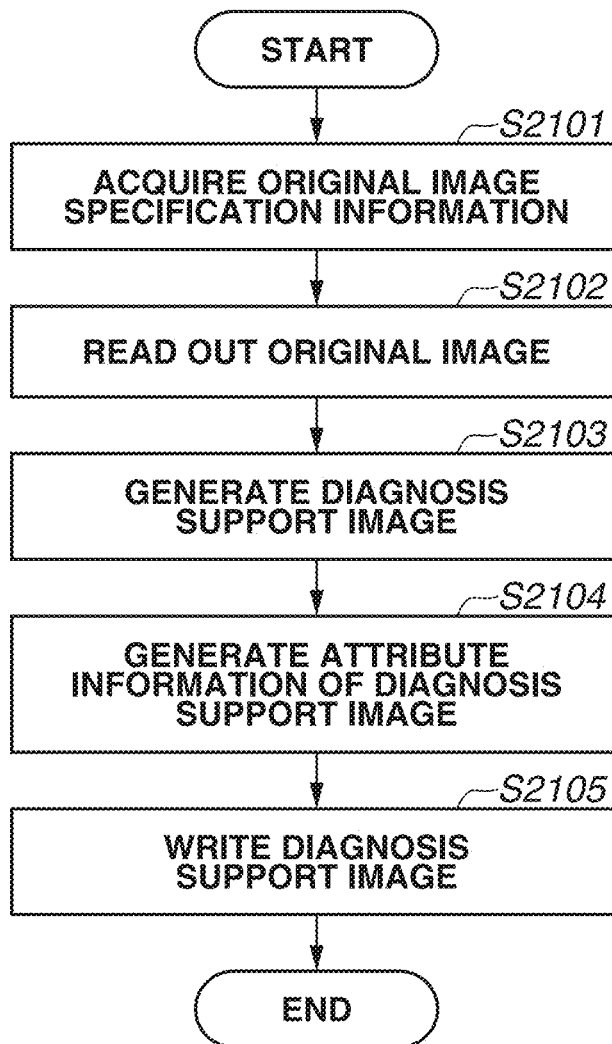 START
S2101
ACQUIRE ORIGINAL IMAGE
SPECIFICATION INFORMATION
S2102
READ OUT ORIGINAL IMAGE
S2103
GENERATE DIAGNOSIS
SUPPORT IMAGE
S2104
GENERATE ATTRIBUTE
INFORMATION OF DIAGNOSIS
SUPPORT IMAGE
S2105
WRITE DIAGNOSIS
SUPPORT IMAGE
END